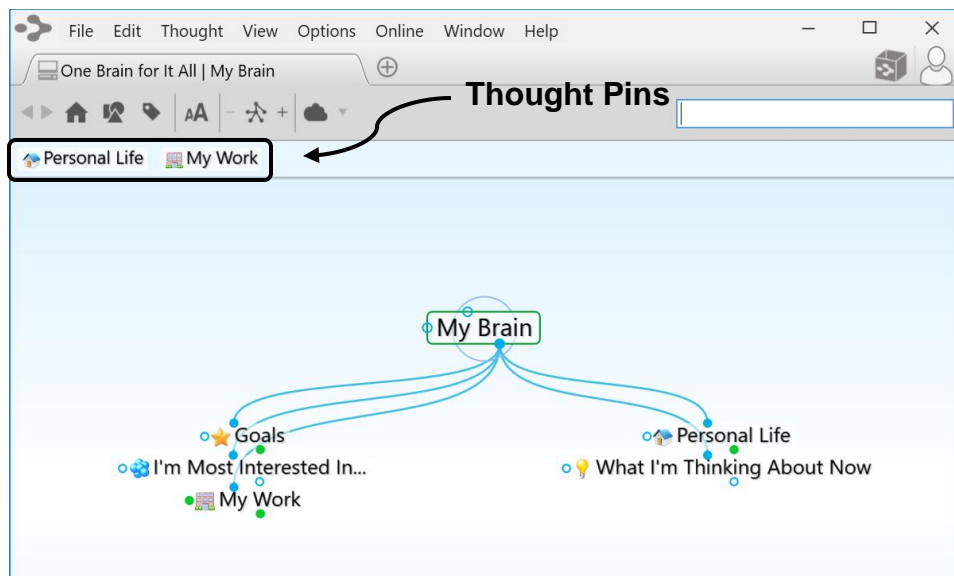 File Edit Thought View Options Online Window Help
One Brain for It All | My Brain
AA
Thought Pins
Personal Life My Work
My Brain
Goals
Personal Life
I'm Most Interested In...
What I'm Thinking About Now
My Work